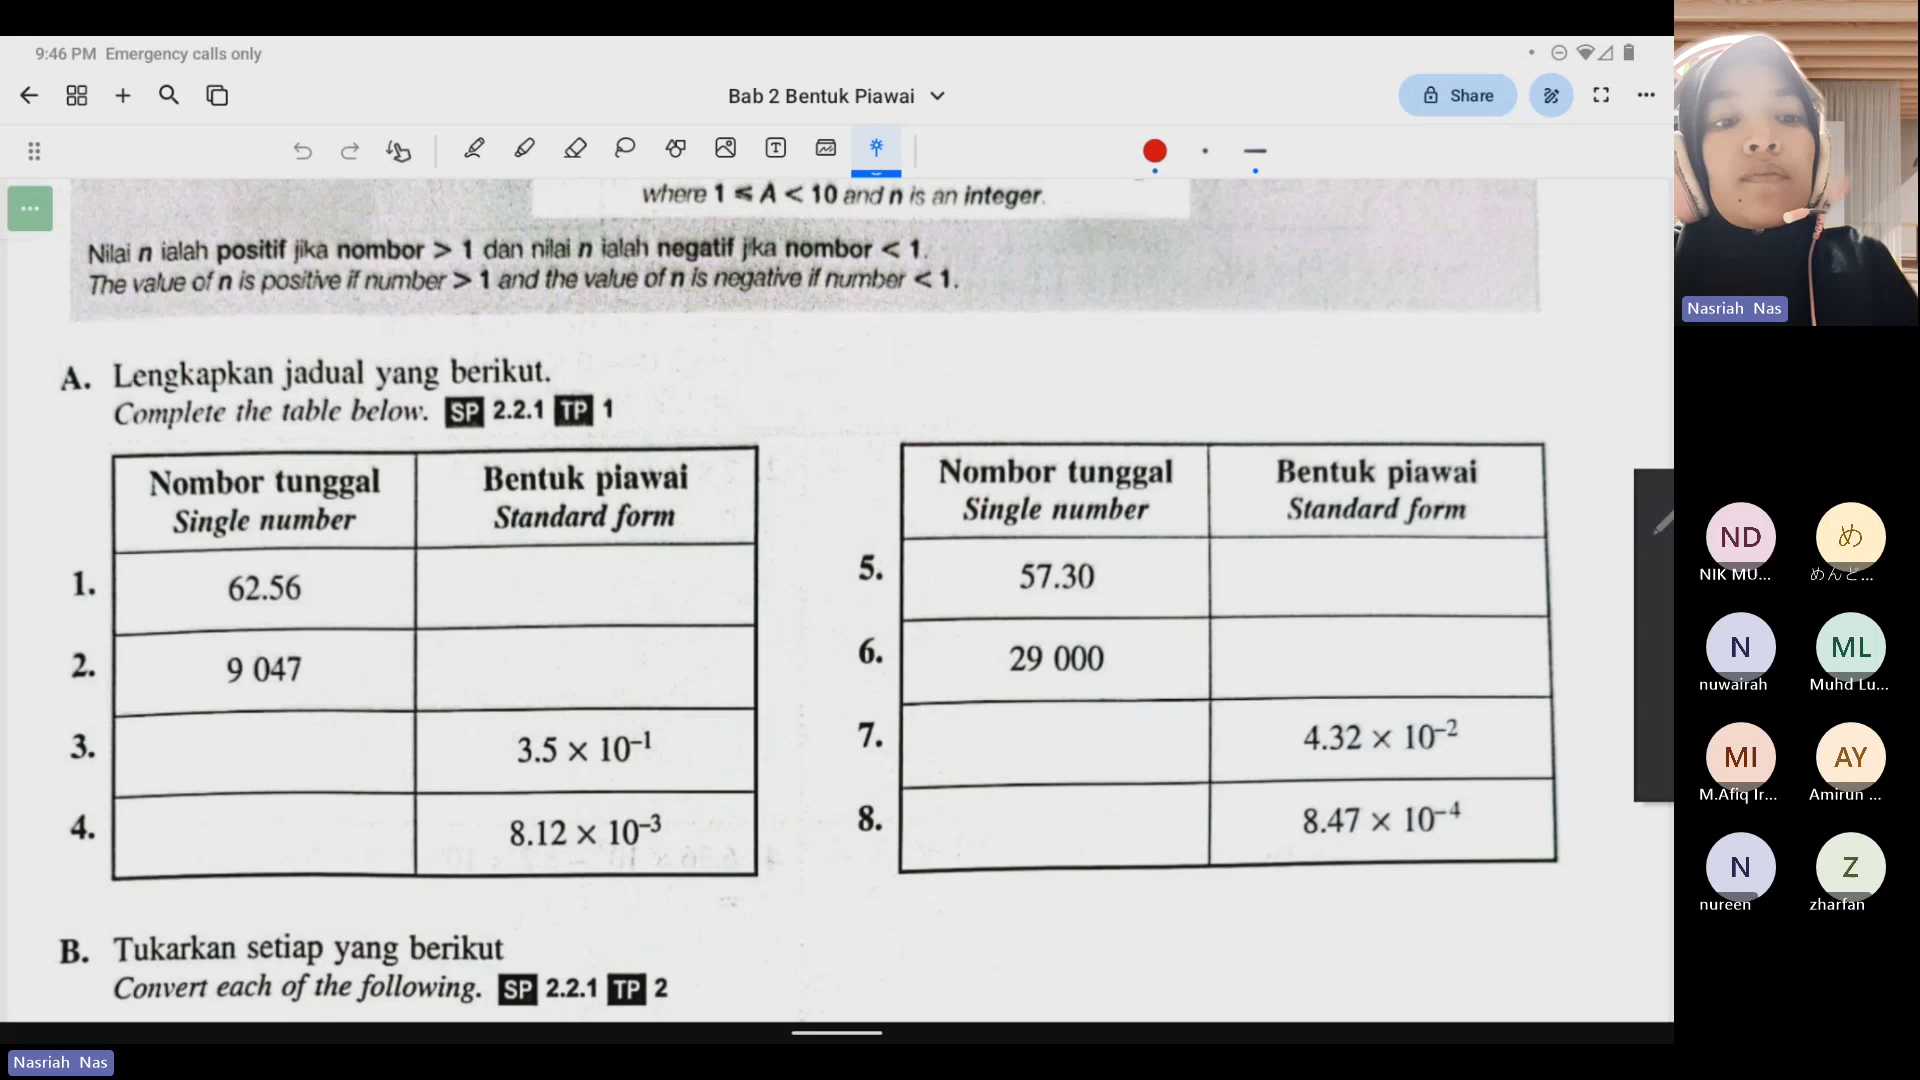 9:46 PM Emergency calls only
Bab 2 Bentuk Piawai
Share
where 1 ≤ A < 10 and n is an integer.
Nilai n ialah positif jika nombor > 1 dan nilai n ialah negatif jika nombor < 1.
The value of n is positive if number > 1 and the value of n is negative if number < 1.
A. Lengkapkan jadual yang berikut.
Complete the table below. SP 2.2.1 TP 1
Nombor tunggal
Single number
Bentuk piawai
Standard form
1. 62.56
2. 9 047
3. 3.5 × 10⁻¹
4. 8.12 × 10⁻³
Nombor tunggal
Single number
Bentuk piawai
Standard form
5. 57.30
6. 29 000
7. 4.32 × 10⁻²
8. 8.47 × 10⁻⁴
B. Tukarkan setiap yang berikut
Convert each of the following. SP 2.2.1 TP 2
Nasriah Nas
Nasriah Nas
ND
NIK MU...
め
めんど...
N
nuwairah
ML
Muhd Lu...
MI
M.Afiq Ir...
AY
Amirun ...
N
nureen
Z
zharfan